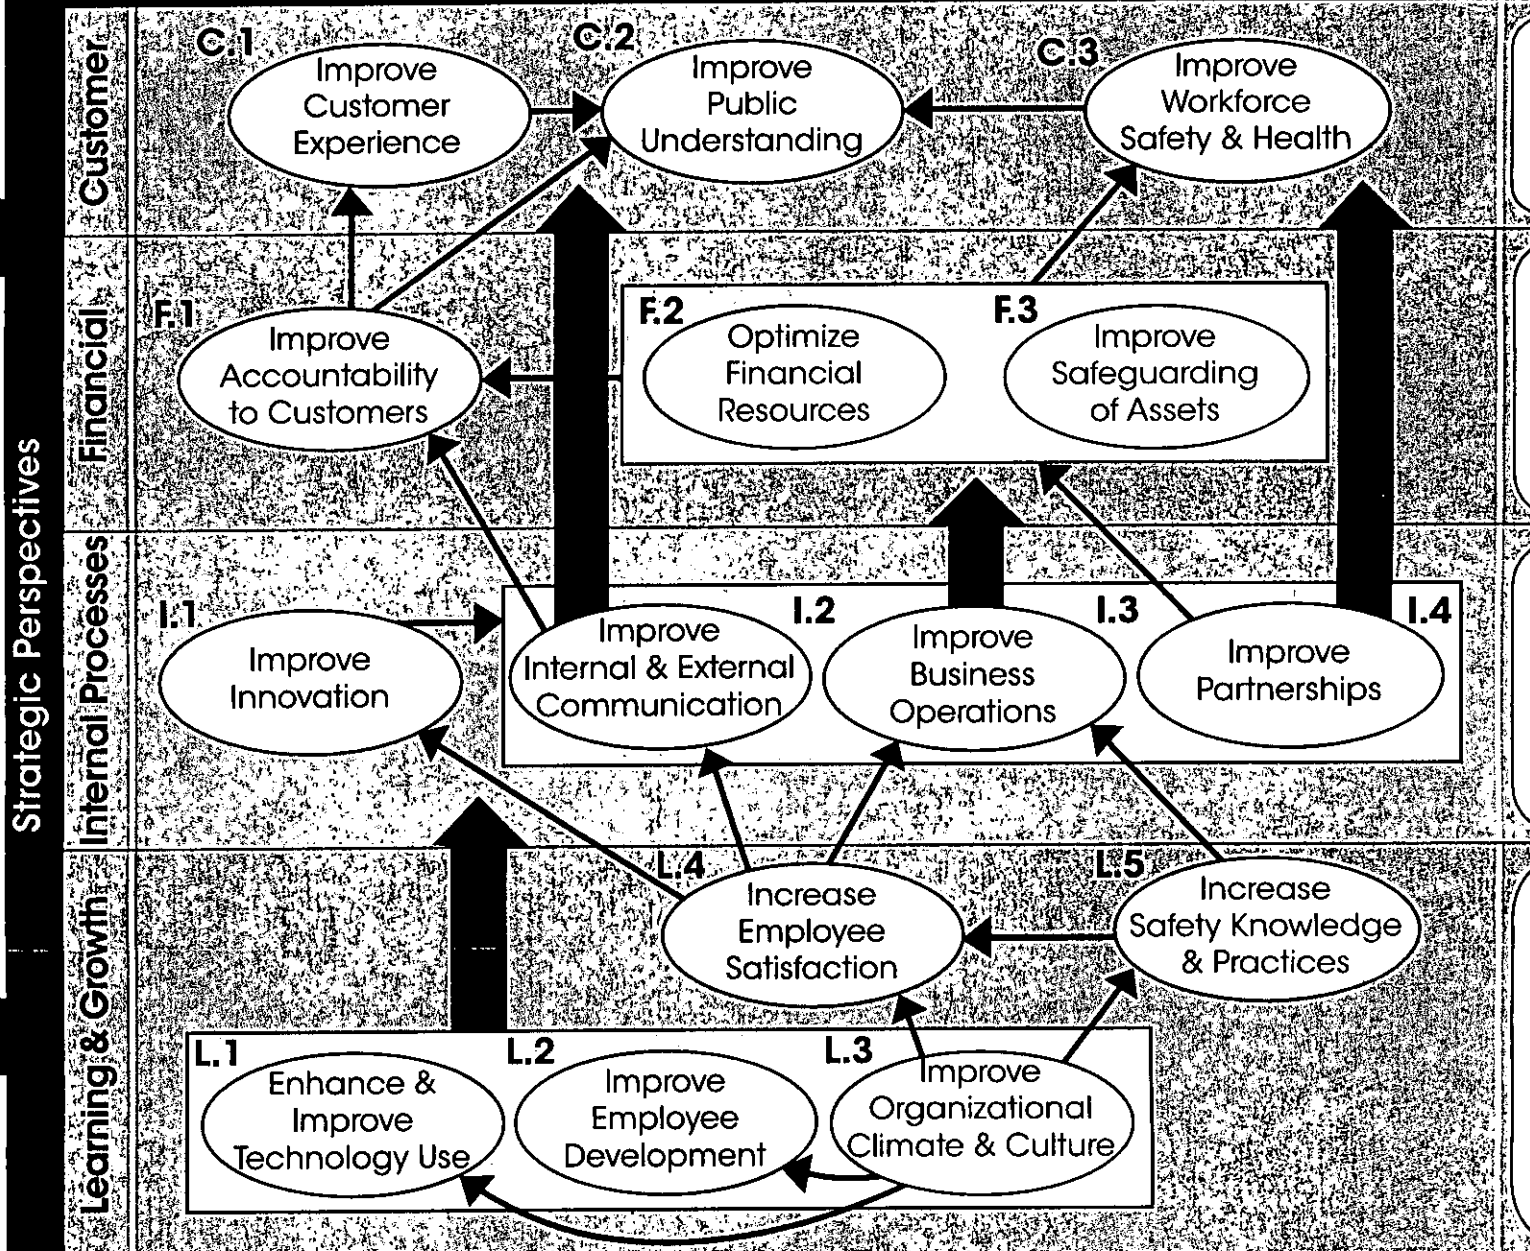 Strategic Perspectives
Customer
C.1
Improve
Customer
Experience
C.2
Improve
Public
Understanding
C.3
Improve
Workforce
Safety & Health
Financial
F.1
Improve
Accountability
to Customers
F.2
Optimize
Financial
Resources
F.3
Improve
Safeguarding
of Assets
Internal Processes
I.1
Improve
Innovation
I.2
Improve
Internal & External
Communication
I.3
Improve
Business
Operations
I.4
Improve
Partnerships
Learning & Growth
L.4
Increase
Employee
Satisfaction
L.5
Increase
Safety Knowledge
& Practices
L.1
Enhance &
Improve
Technology Use
L.2
Improve
Employee
Development
L.3
Improve
Organizational
Climate & Culture